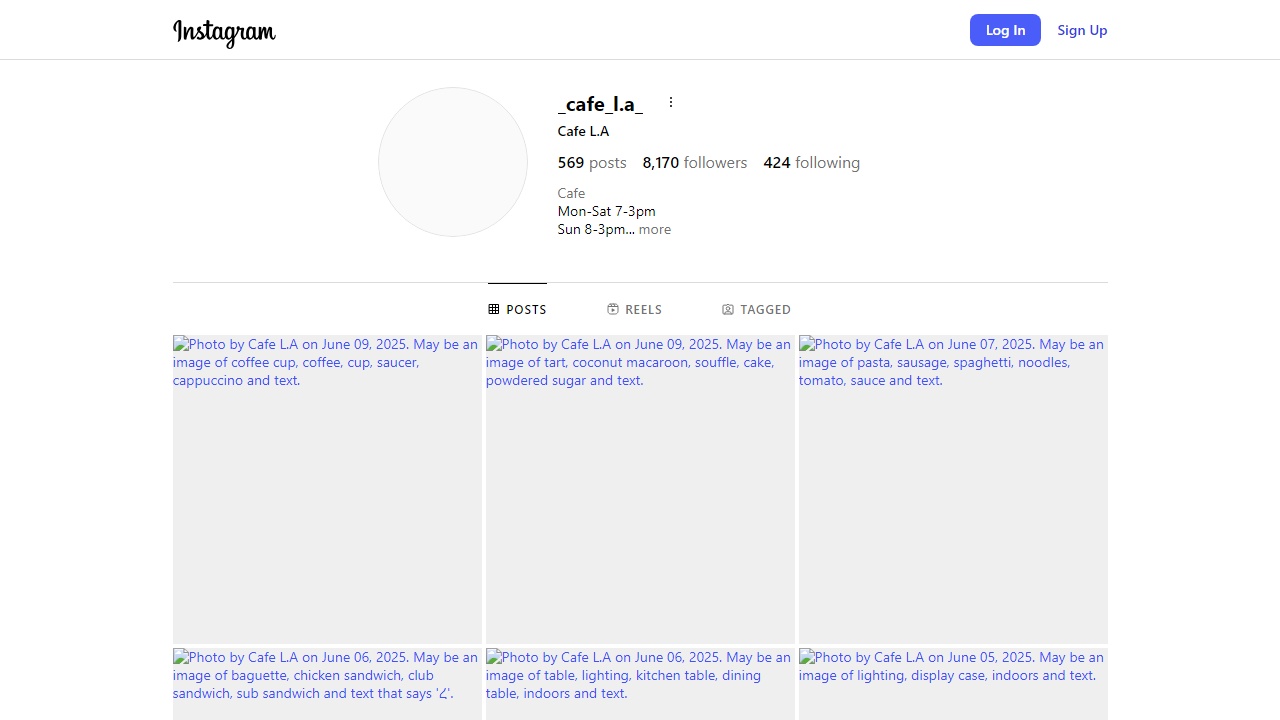 Instagram
Log In
Sign Up
_cafe_l.a_
Cafe L.A
569 posts 8,170 followers 424 following
Cafe
Mon-Sat 7-3pm
Sun 8-3pm... more
POSTS
REELS
TAGGED
Photo by Cafe L.A on June 09, 2025. May be an
image of coffee cup, coffee, cup, saucer,
cappuccino and text.
Photo by Cafe L.A on June 09, 2025. May be an
image of tart, coconut macaroon, souffle, cake,
powdered sugar and text.
Photo by Cafe L.A on June 07, 2025. May be an
image of pasta, sausage, spaghetti, noodles,
tomato, sauce and text.
Photo by Cafe L.A on June 06, 2025. May be an
image of baguette, chicken sandwich, club
sandwich, sub sandwich and text that says '
Photo by Cafe L.A on June 06, 2025. May be an
image of table, lighting, kitchen table, dining
table, indoors and text.
Photo by Cafe L.A on June 05, 2025. May be an
image of lighting, display case, indoors and text.